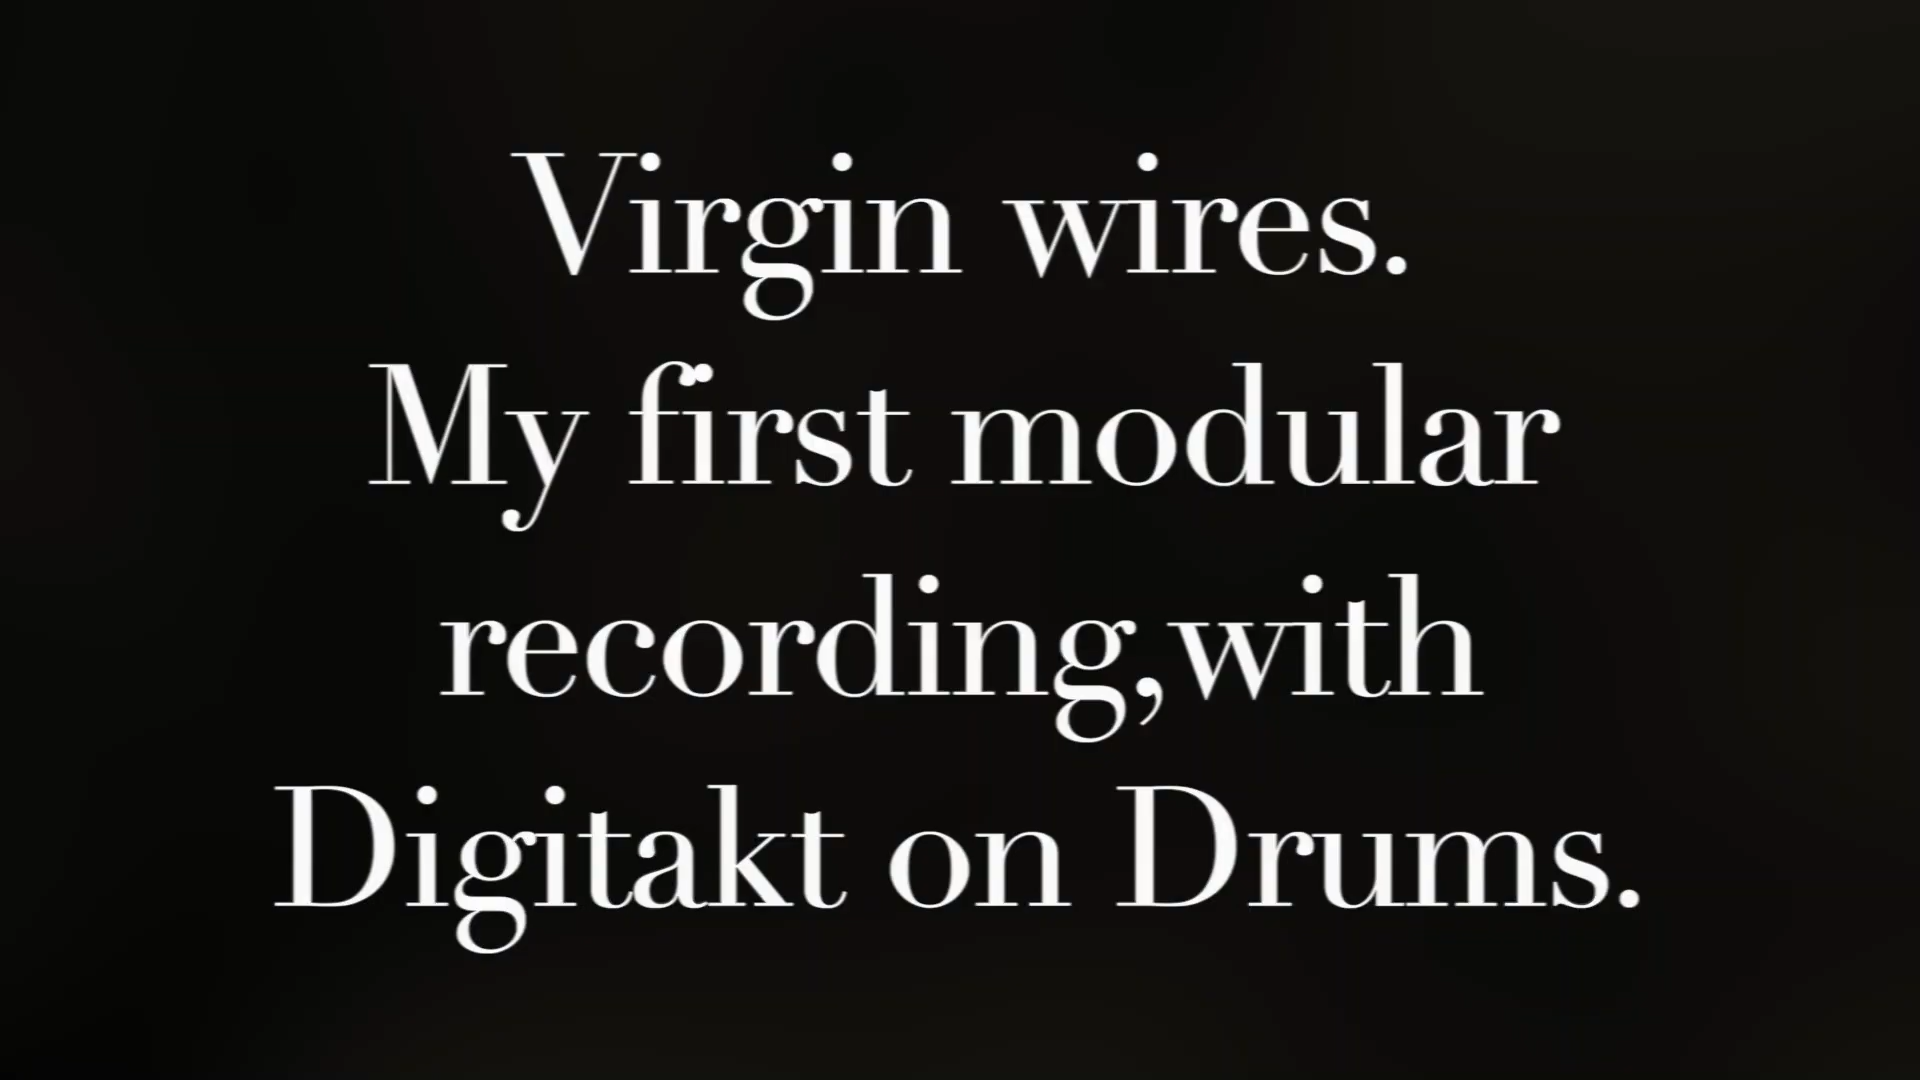 Virgin wires.
My first modular
recording,with
Digitakt on Drums.